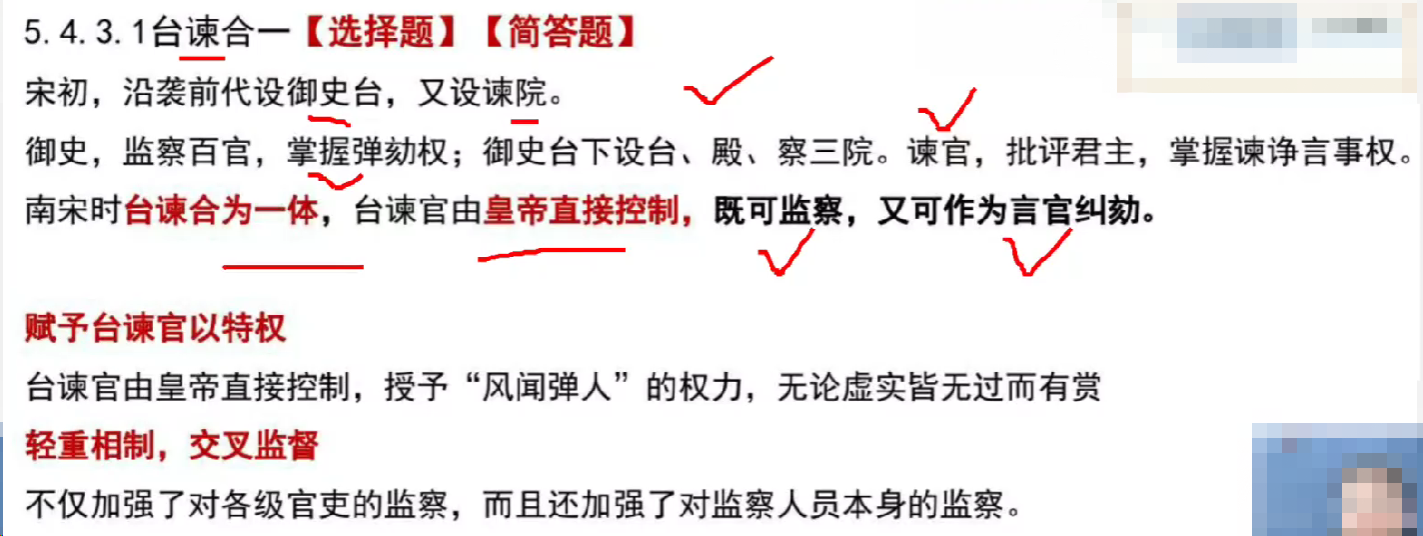 5.4.3.1台谏合一【选择题】【简答题】
宋初，沿袭前代设御史台，又设谏院。
御史，监察百官，掌握弹劾权；御史台下设台、殿、察三院。谏官，批评君主，掌握谏诤言事权。
南宋时台谏合为一体，台谏官由皇帝直接控制，既可监察，又可作为言官纠劾。
赋予台谏官以特权
台谏官由皇帝直接控制，授予“风闻弹人”的权力，无论虚实皆无过而有赏
轻重相制，交叉监督
不仅加强了对各级官吏的监察，而且还加强了对监察人员本身的监察。